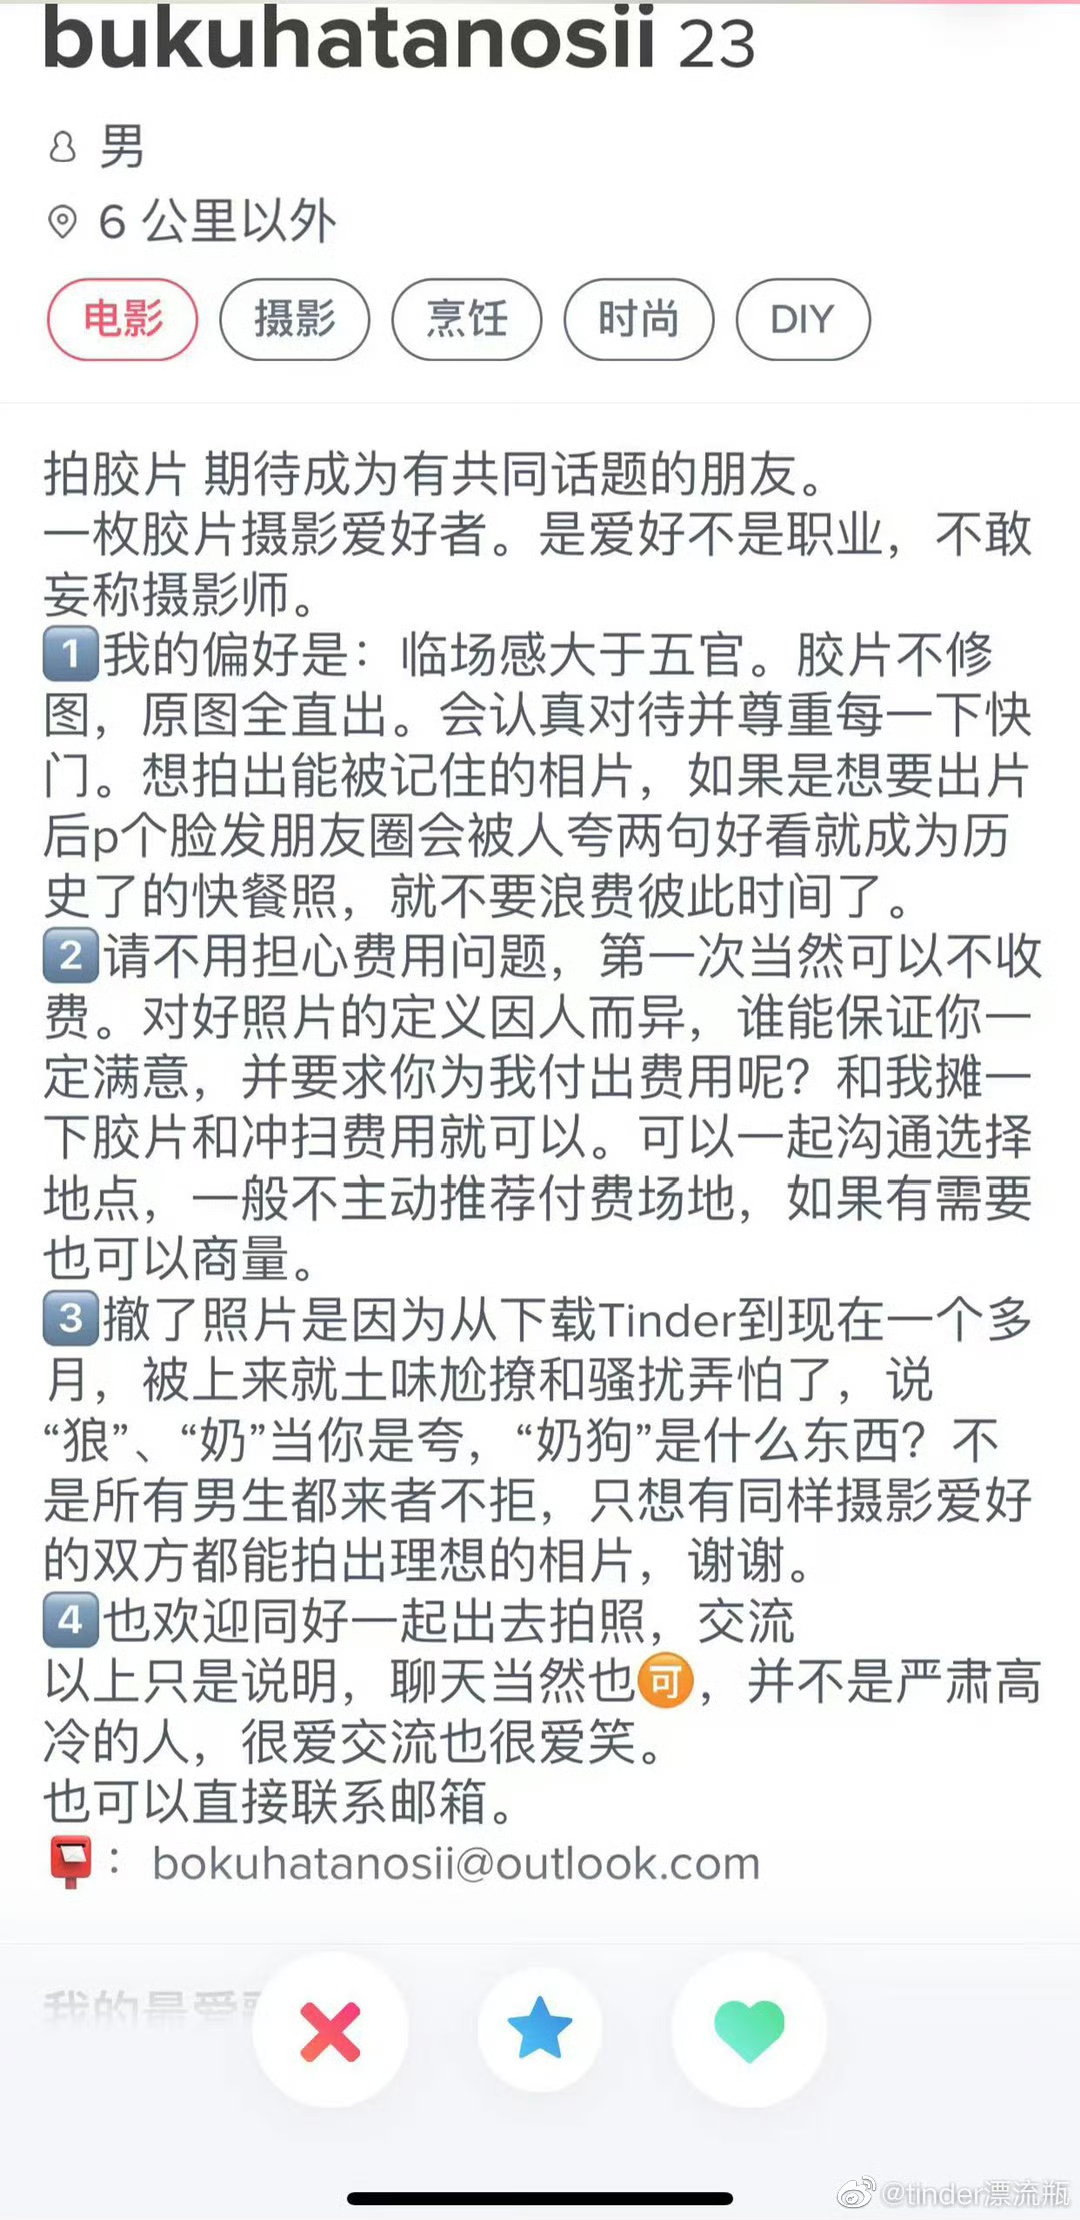 bukuhatanosii 23
男
6 公里以外
电影 摄影 烹饪 时尚 DIY
拍胶片 期待成为有共同话题的朋友。
一枚胶片摄影爱好者。是爱好不是职业，不敢
妄称摄影师。
1️⃣我的偏好是：临场感大于五官。胶片不修
图，原图全直出。会认真对待并尊重每一下快
门。想拍出能被记住的相片，如果是想要出片
后p个脸发朋友圈会被人夸两句好看就成为历
史了的快餐照，就不要浪费彼此时间了。
2️⃣请不用担心费用问题，第一次当然可以不收
费。对好照片的定义因人而异，谁能保证你一
定满意，并要求你为我付出费用呢？和我摊一
下胶片和冲扫费用就可以。可以一起沟通选择
地点，一般不主动推荐付费场地，如果有需要
也可以商量。
3️⃣撤了照片是因为从下载Tinder到现在一个多
月，被上来就土味尬撩和骚扰弄怕了，说
“狼”、“奶”当你是夸，“奶狗”是什么东西？不
是所有男生都来者不拒，只想有同样摄影爱好
的双方都能拍出理想的相片，谢谢。
4️⃣也欢迎同好一起出去拍照，交流
以上只是说明，聊天当然也🉑，并不是严肃高
冷的人，很爱交流也很爱笑。
也可以直接联系邮箱。
📮：bokuhatanosii@outlook.com
我的最爱
@tinder漂流瓶